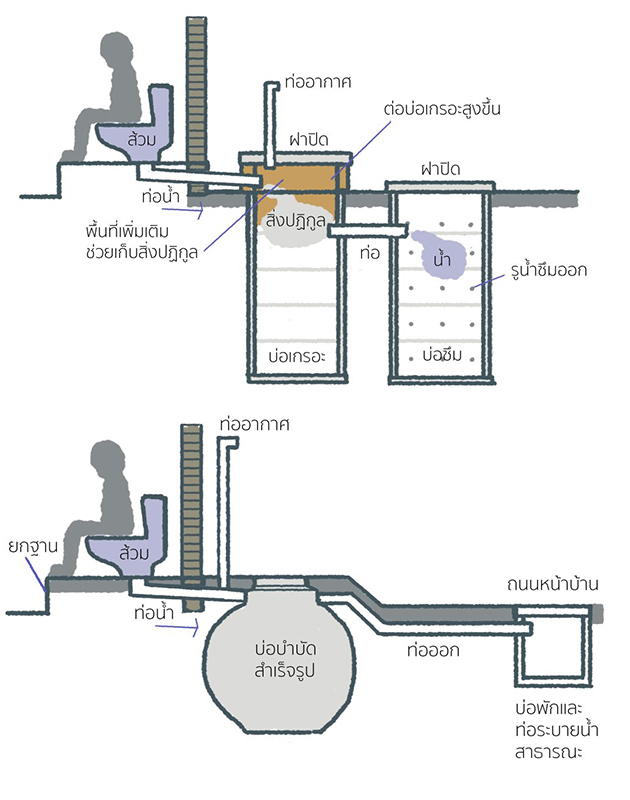 ท่ออากาศ
ต่อบ่อเกรอะสูงขึ้น
ส้วม
ฝาปิด
ฝาปิด
ท่อน้ำ
พื้นที่เพิ่มเติม
ช่วยเก็บสิ่งปฏิกูล
สิ่งปฏิกูล
ท่อ
น้ำ
รูน้ำซึมออก
บ่อเกรอะ
บ่อซึม
ท่ออากาศ
ยกฐาน
ส้วม
ถนนหน้าบ้าน
ท่อน้ำ
บ่อบำบัด
สำเร็จรูป
ท่อออก
บ่อพักและ
ท่อระบายน้ำ
สาธารณะ